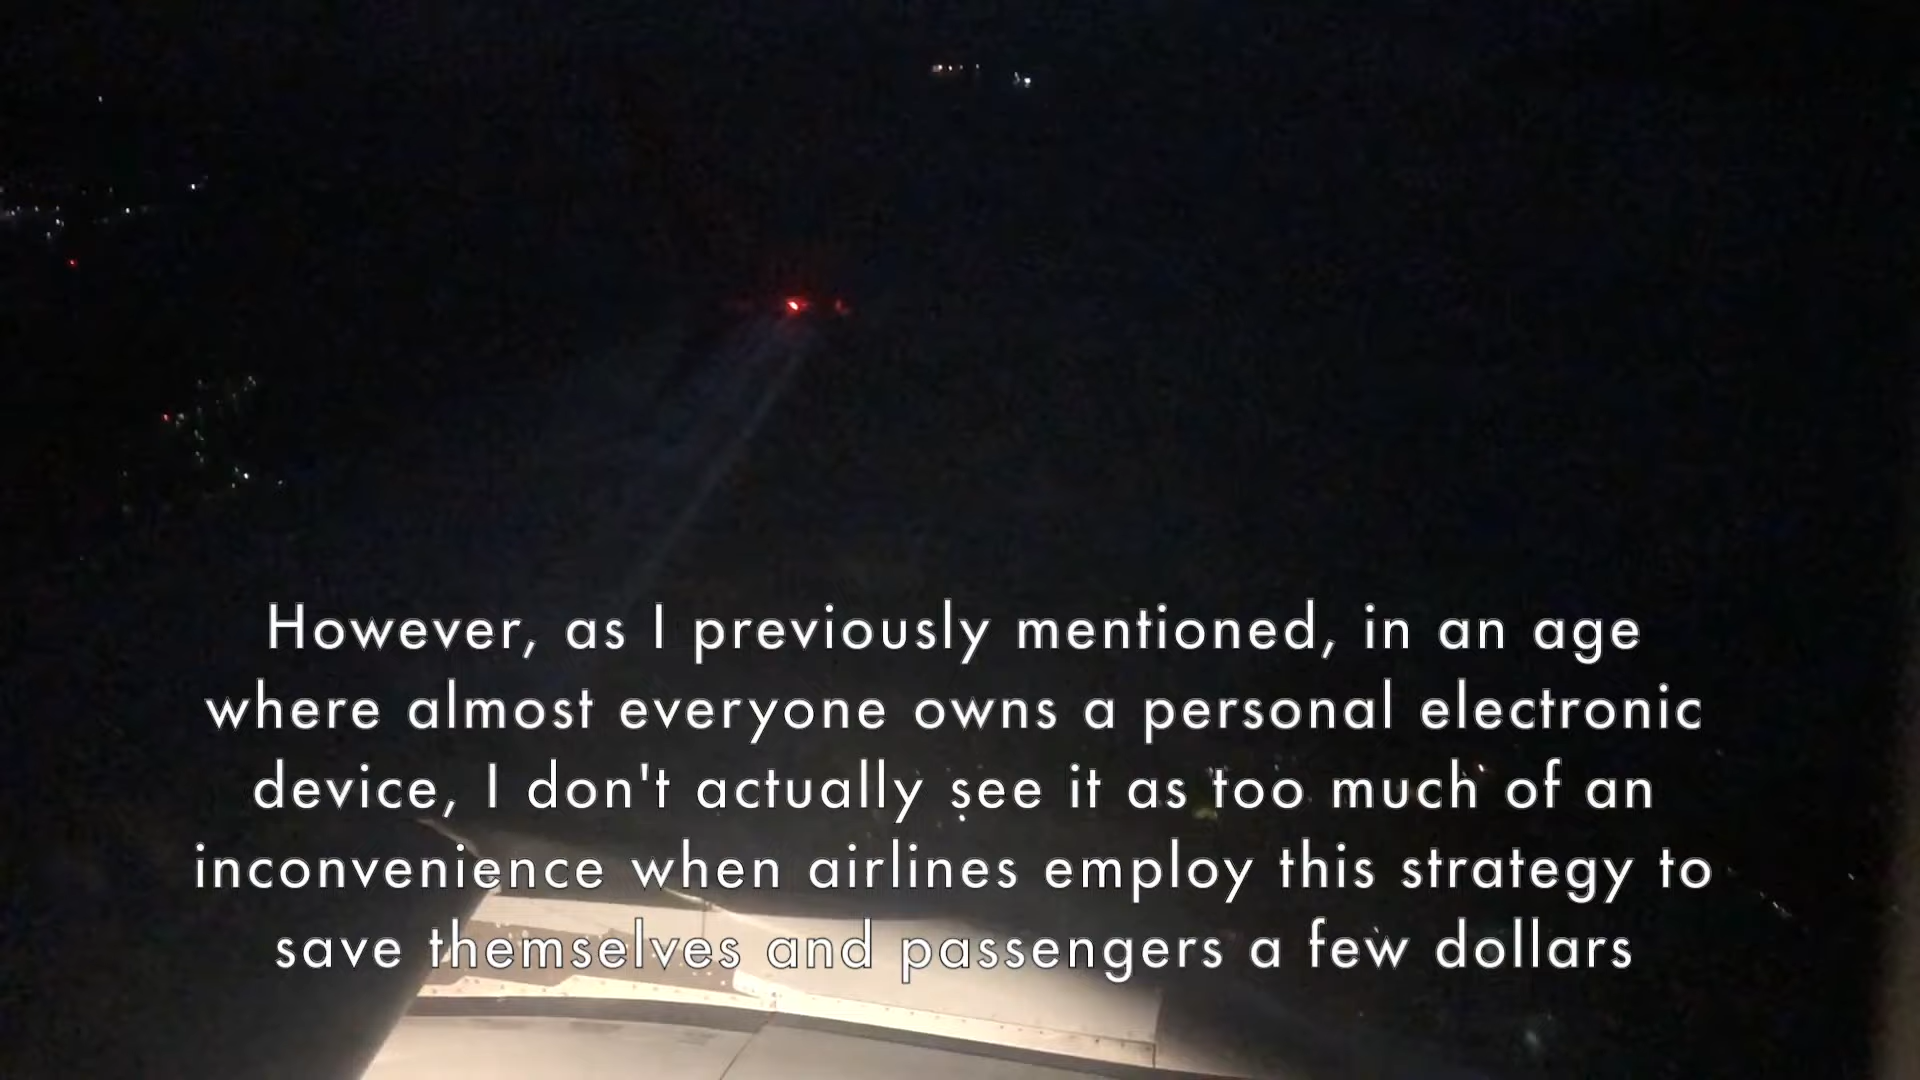 However, as I previously mentioned, in an age
where almost everyone owns a personal electronic
device, I don't actually see it as too much of an
inconvenience when airlines employ this strategy to
save themselves and passengers a few dollars